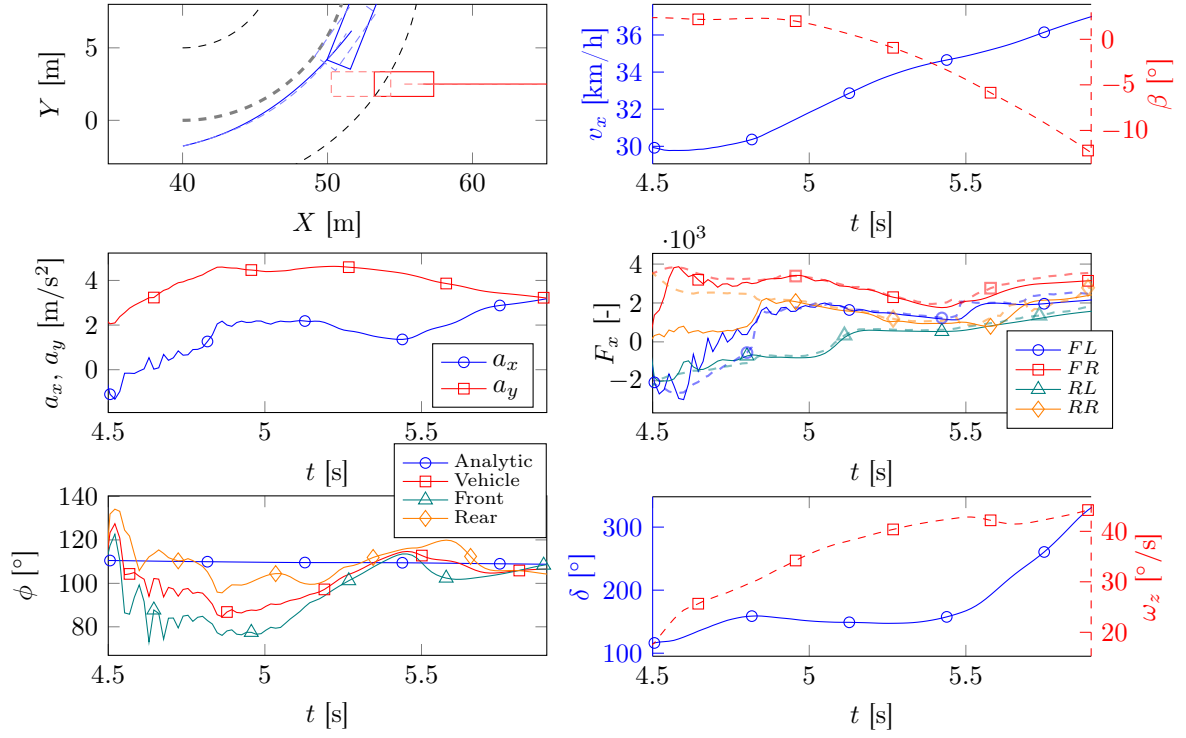 5
0
Y [m]
40
50
60
X [m]
36
34
32
30
v_x [km/h]
0
−5
−10
β [°]
4.5
5
5.5
t [s]
4
2
0
a_x, a_y [m/s²]
a_x
a_y
4.5
5
5.5
t [s]
·10³
4
2
0
−2
F_x [-]
FL
FR
RL
RR
4.5
5
5.5
t [s]
Analytic
Vehicle
Front
Rear
140
120
100
80
ϕ [°]
4.5
5
5.5
t [s]
300
200
100
δ [°]
40
30
20
ω_z [°/s]
4.5
5
5.5
t [s]